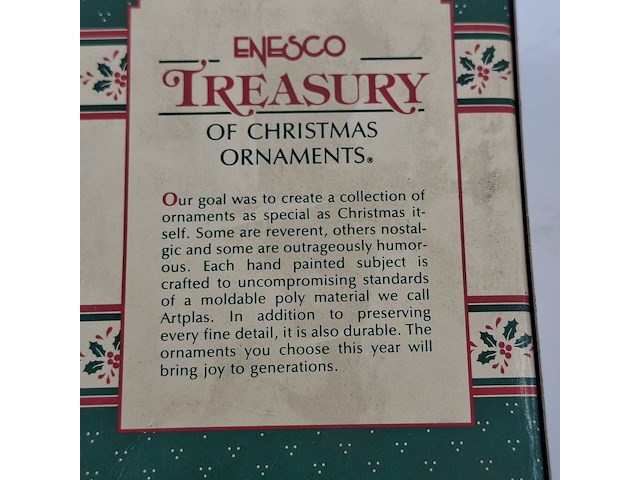 ENESCO
TREASURY
OF CHRISTMAS
ORNAMENTS®
Our goal was to create a collection of
ornaments as special as Christmas it-
self. Some are reverent, others nostal-
gic and some are outrageously humor-
ous. Each hand painted subject is
crafted to uncompromising standards
of a moldable poly material we call
Artplas. In addition to preserving
every fine detail, it is also durable. The
ornaments you choose this year will
bring joy to generations.